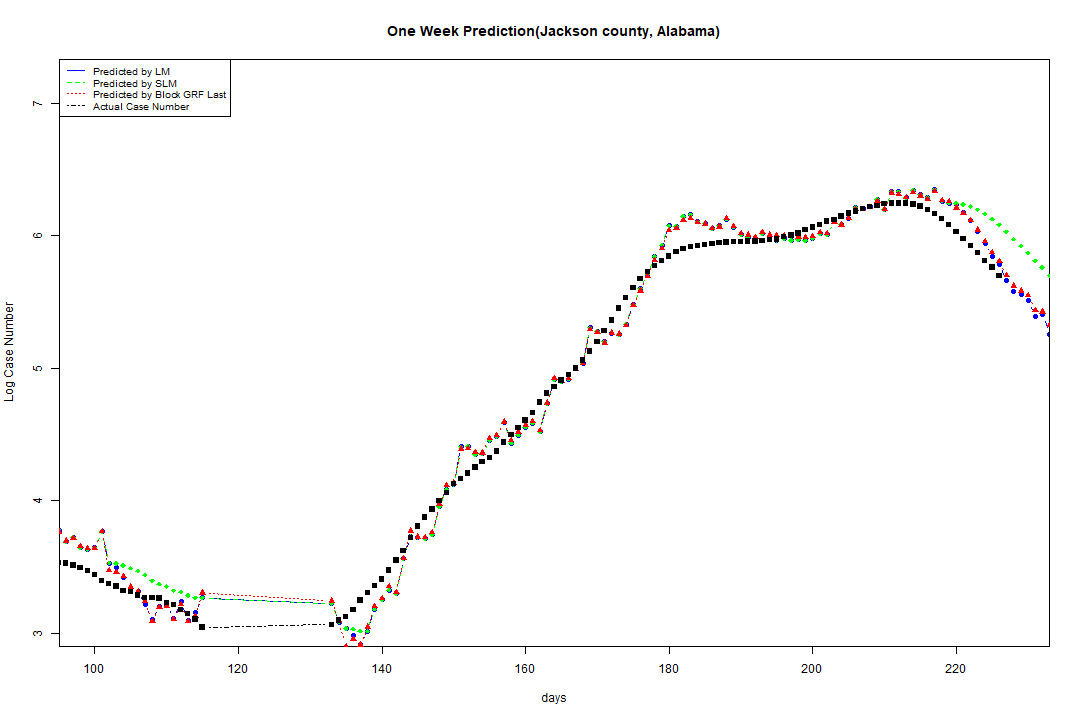 One Week Prediction(Jackson county, Alabama)
Predicted by LM
Predicted by SLM
Predicted by Block GRF Last
Actual Case Number
7
6
5
4
3
Log Case Number
100 120 140 160 180 200 220
days